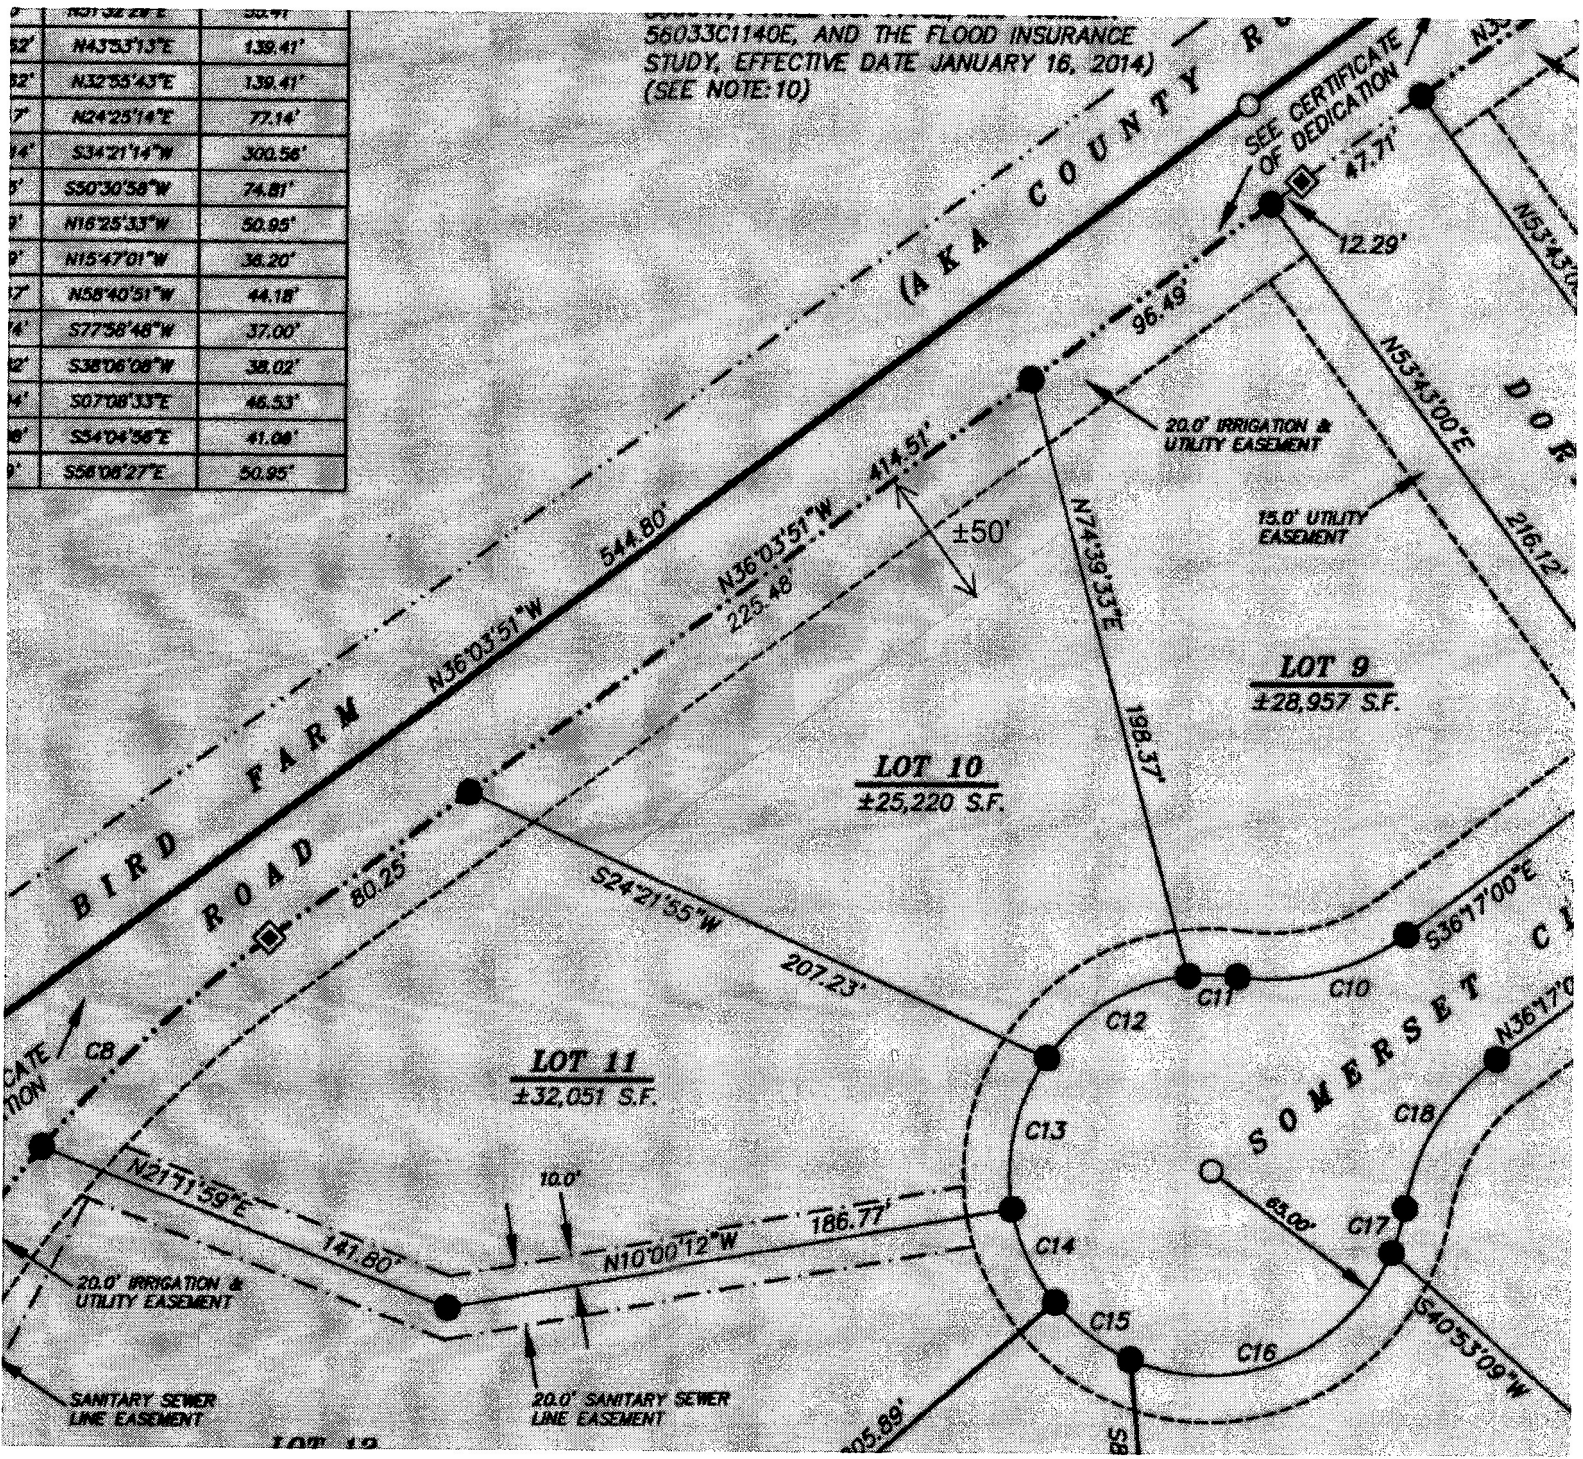 N43°53'13"E 139.41'
N32°55'43"E 139.41'
N24°25'14"E 77.14'
S34°21'14"W 300.56'
S50°30'58"W 74.81'
N16°25'33"W 50.95'
N15°47'01"W 36.20'
N58°40'51"W 44.18'
S77°58'48"W 37.00'
S38°06'08"W 38.02'
S07°08'33"E 46.53'
S54°04'56"E 41.08'
S56°08'27"E 50.95'
56033C1140E, AND THE FLOOD INSURANCE
STUDY, EFFECTIVE DATE JANUARY 16, 2014)
(SEE NOTE:10)
(AKA COUNTY
SEE CERTIFICATE
OF DEDICATION
47.71'
12.29'
N53°43'00"E
96.49'
20.0' IRRIGATION &
UTILITY EASEMENT
15.0' UTILITY
EASEMENT
216.12'
414.51'
±50'
544.80'
N36°03'51"W
225.48'
N36°03'51"W
N74°39'33"E
198.37'
LOT 9
±28,957 S.F.
LOT 10
±25,220 S.F.
BIRD FARM
ROAD
80.25'
S24°21'55"W
207.23'
S36°17'00"E
C8
C10
C11
C12
C13
C14
C15
C16
C17
C18
SOMERSET
65.00'
S40°53'09"W
LOT 11
±32,051 S.F.
N21°11'59"E
141.80'
10.0'
N10°00'12"W
186.77'
20.0' IRRIGATION &
UTILITY EASEMENT
SANITARY SEWER
LINE EASEMENT
20.0' SANITARY SEWER
LINE EASEMENT
LOT 12